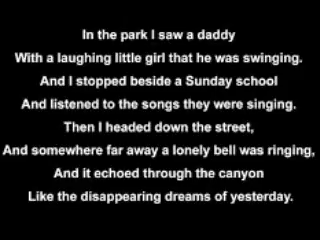 In the park I saw a daddy
With a laughing little girl that he was swinging.
And I stopped beside a Sunday school
And listened to the songs they were singing.
Then I headed down the street,
And somewhere far away a lonely bell was ringing,
And it echoed through the canyon
Like the disappearing dreams of yesterday.